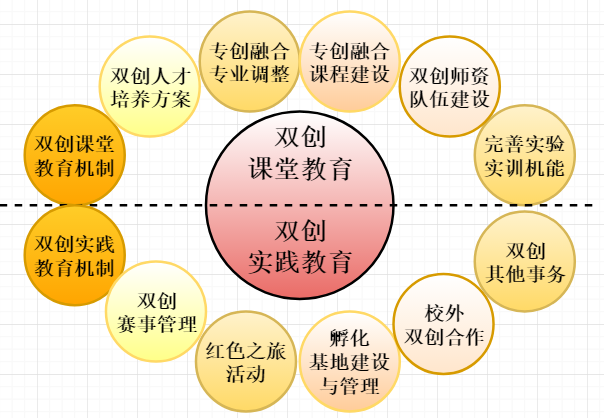 专创融合
专业调整
专创融合
课程建设
双创人才
培养方案
双创师资
队伍建设
双创课堂
教育机制
双创
课堂教育
完善实验
实训机能
双创实践
教育机制
双创
实践教育
双创
其他事务
双创
赛事管理
校外
双创合作
红色之旅
活动
孵化
基地建设
与管理